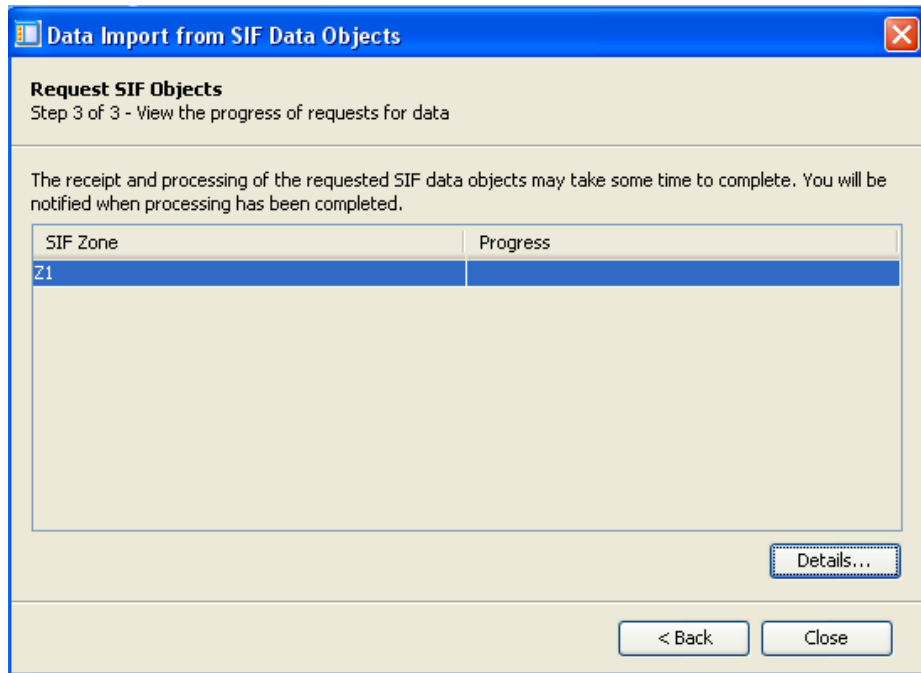 Data Import from SIF Data Objects
Request SIF Objects
Step 3 of 3 - View the progress of requests for data
The receipt and processing of the requested SIF data objects may take some time to complete. You will be
notified when processing has been completed.
SIF Zone Progress
Z1
Details...
< Back Close